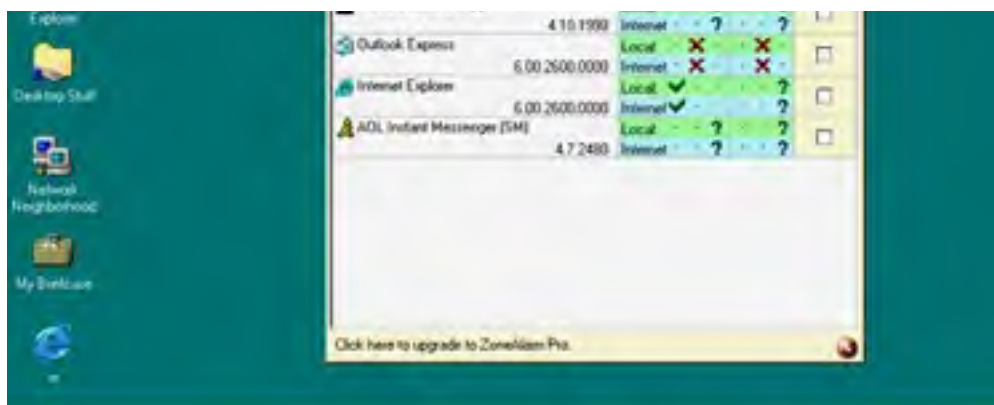 Explorer
Desktop Stuff
Network
Neighborhood
My Briefcase
4.10.1998 Internet ?
Outlook Express Local
6.00.2600.0000 Internet
Internet Explorer Local ?
6.00.2600.0000 Internet ?
AOL Instant Messenger (SM) Local ? ?
4.7.2480 Internet ? ?
Click here to upgrade to ZoneAlarm Pro.